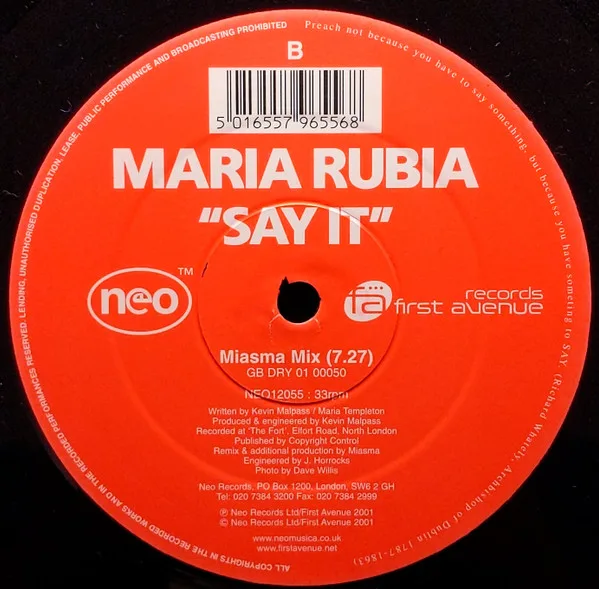 ALL COPYRIGHTS IN THE RECORDED WORKS AND IN THE RECORDED PERFORMANCES RESERVED. LENDING, UNAUTHORISED DUPLICATION, LEASE, PUBLIC PERFORMANCE AND BROADCASTING PROHIBITED
Preach not because you have to say something, but because you have someting to SAY. (Richard Whately, Archbishop of Dublin 1787-1863)
B
5 016557 965568
MARIA RUBIA
"SAY IT"
neo TM
records
first avenue
Miasma Mix (7.27)
GB DRY 01 00050
NEO12055 : 33rpm
Written by Kevin Malpass / Maria Templeton
Produced & engineered by Kevin Malpass
Recorded at 'The Fort', Elfort Road, North London
Published by Copyright Control
Remix & additional production by Miasma
Engineered by J. Horrocks
Photo by Dave Willis
Neo Records, PO Box 1200, London, SW6 2 GH
Tel: 020 7384 3200 Fax: 020 7384 2999
℗ Neo Records Ltd/First Avenue 2001
© Neo Records Ltd/First Avenue 2001
www.neomusica.co.uk
www.firstavenue.net